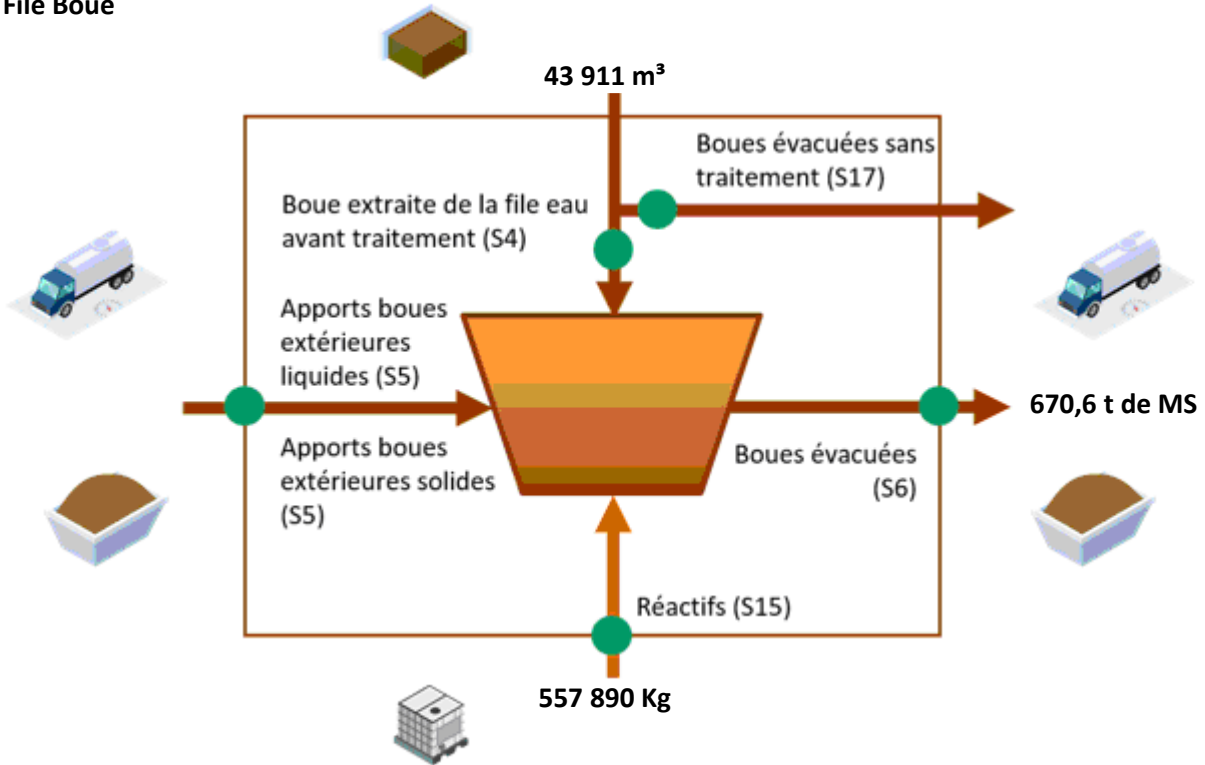 File Boue
43 911 m³
Boues évacuées sans
traitement (S17)
Boue extraite de la file eau
avant traitement (S4)
Apports boues
extérieures
liquides (S5)
670,6 t de MS
Apports boues
extérieures solides
(S5)
Boues évacuées
(S6)
Réactifs (S15)
557 890 Kg